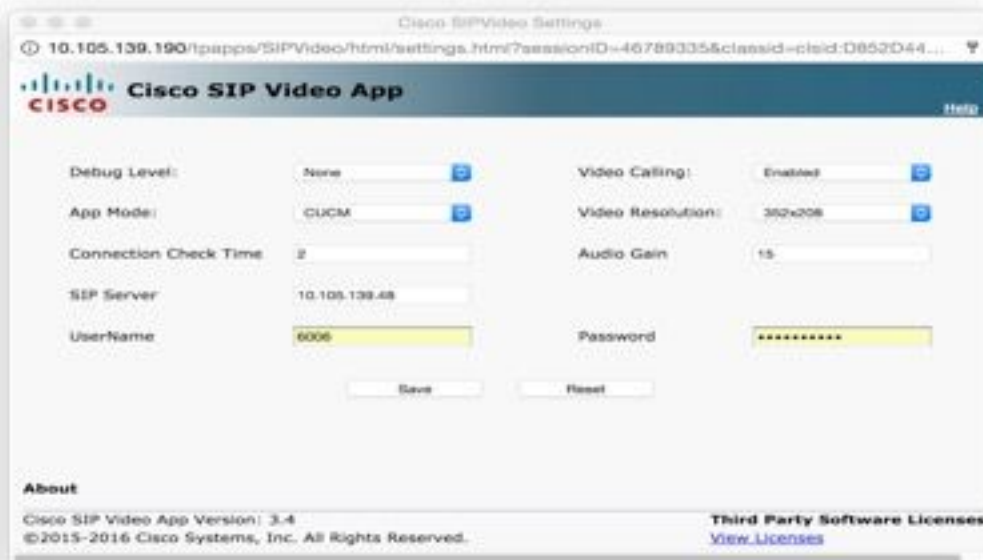 Cisco SIPVideo Settings
10.105.139.190/tpapps/SIPVideo/html/settings.html?sessionID=46789335&classid=clsid:D852D44...
CISCO Cisco SIP Video App
Help
Debug Level: None Video Calling: Enabled
App Mode: CUCM Video Resolution: 352x208
Connection Check Time 2 Audio Gain 15
SIP Server 10.105.139.48
UserName 6006 Password ••••••••••
Save Reset
About
Cisco SIP Video App Version: 3.4 Third Party Software Licenses
©2015-2016 Cisco Systems, Inc. All Rights Reserved. View Licenses